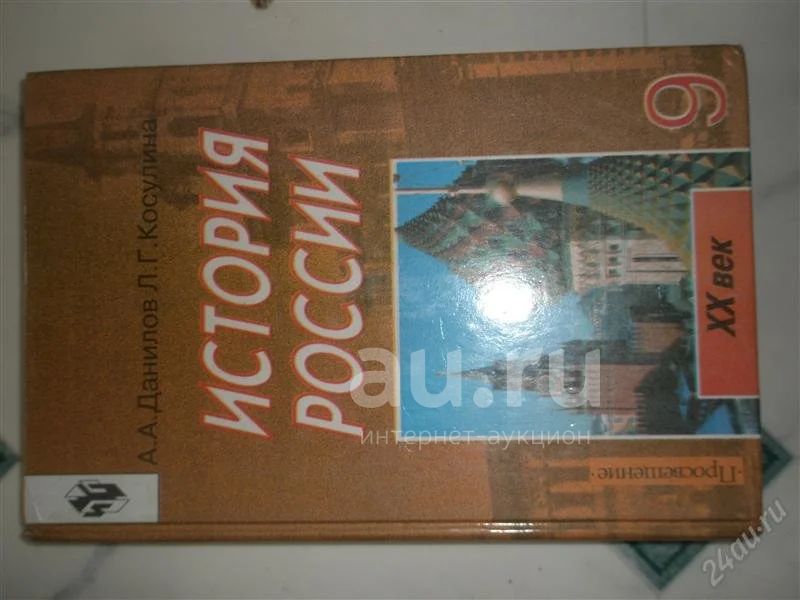 А.А.Данилов Л.Г.Косулина
ИСТОРИЯ
РОССИИ
9
XX век
·Просвещение·
au.ru
интернет-аукцион
24au.ru